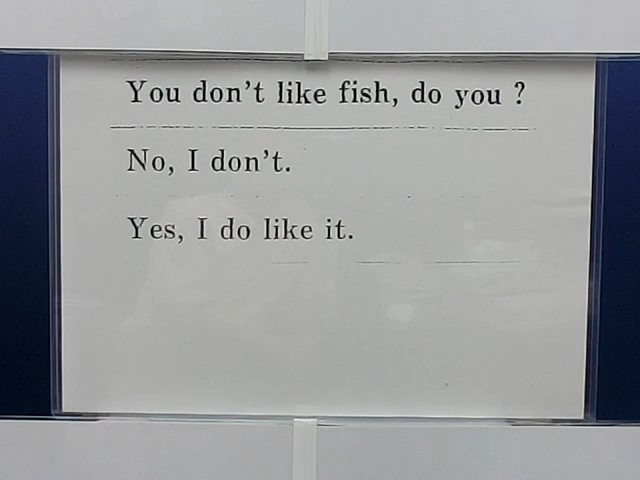 You don't like fish, do you ?
No, I don't.
Yes, I do like it.